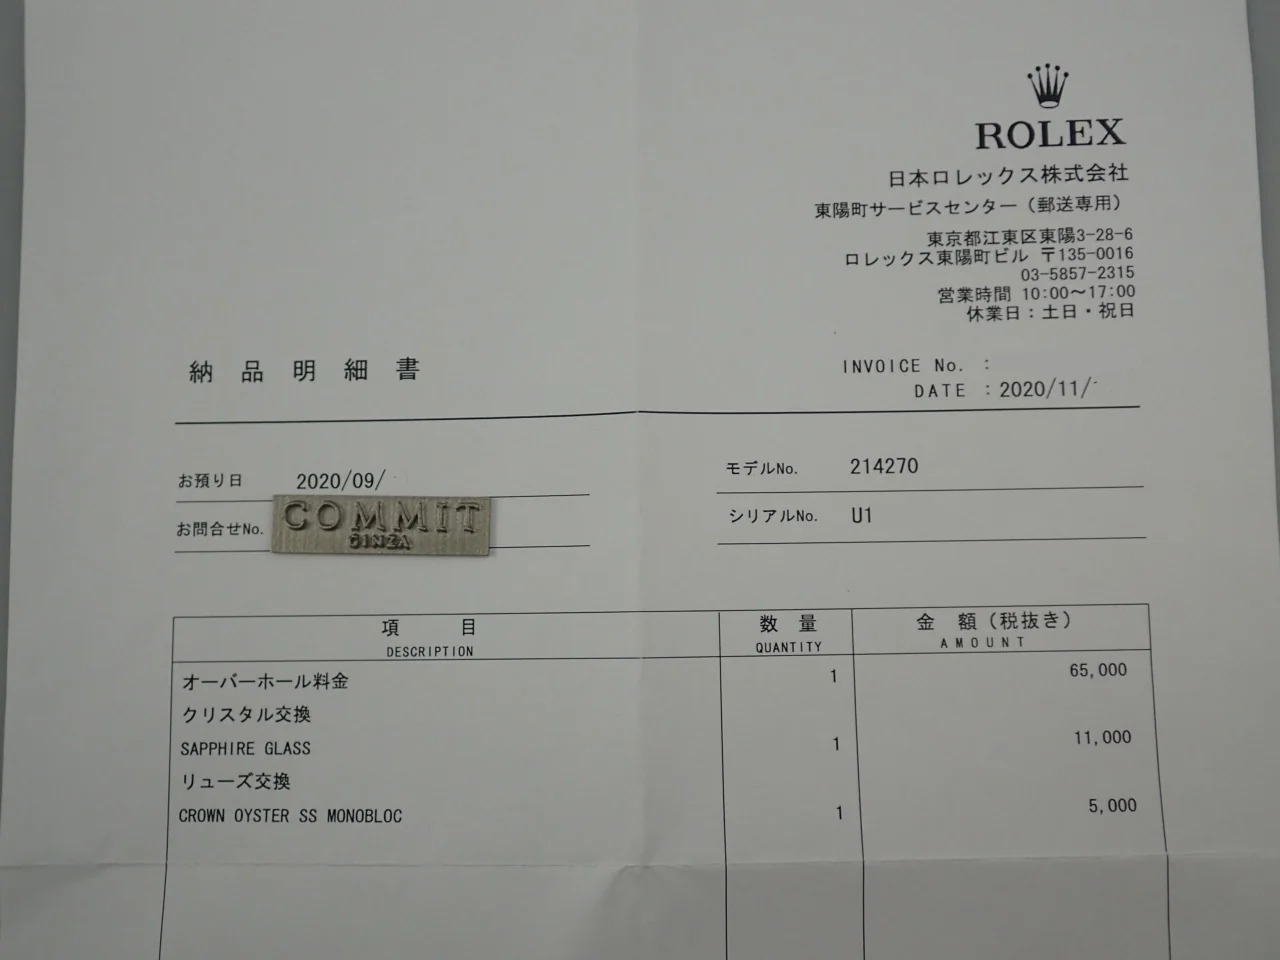 ROLEX
日本ロレックス株式会社
東陽町サービスセンター（郵送専用）
東京都江東区東陽3-28-6
ロレックス東陽町ビル 〒135-0016
03-5857-2315
営業時間 10:00〜17:00
休業日：土日・祝日
納品明細書
INVOICE No. :
DATE : 2020/11/
お預り日 2020/09/
モデルNo. 214270
お問合せNo.
COMMIT
GINZA
シリアルNo. U1
項目 数量 金額（税抜き）
DESCRIPTION QUANTITY AMOUNT
オーバーホール料金 1 65,000
クリスタル交換
SAPPHIRE GLASS 1 11,000
リューズ交換
CROWN OYSTER SS MONOBLOC 1 5,000